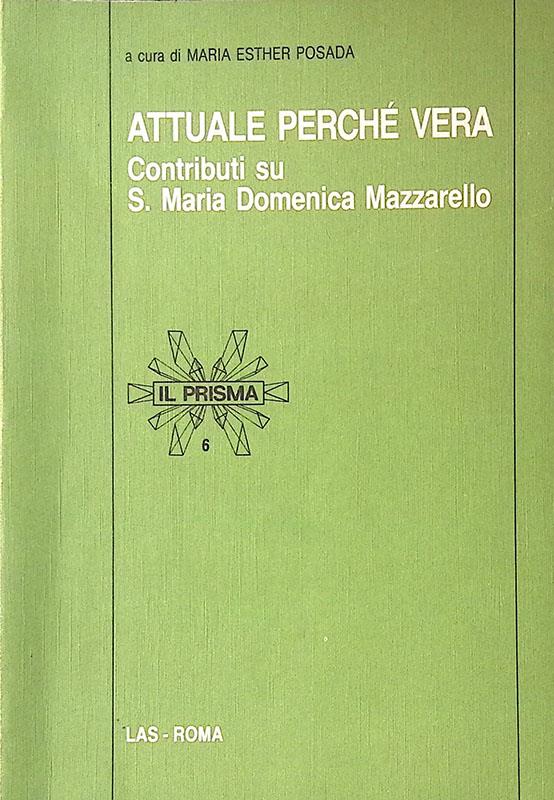 a cura di MARIA ESTHER POSADA
ATTUALE PERCHÉ VERA
Contributi su
S. Maria Domenica Mazzarello
IL PRISMA
6
LAS - ROMA